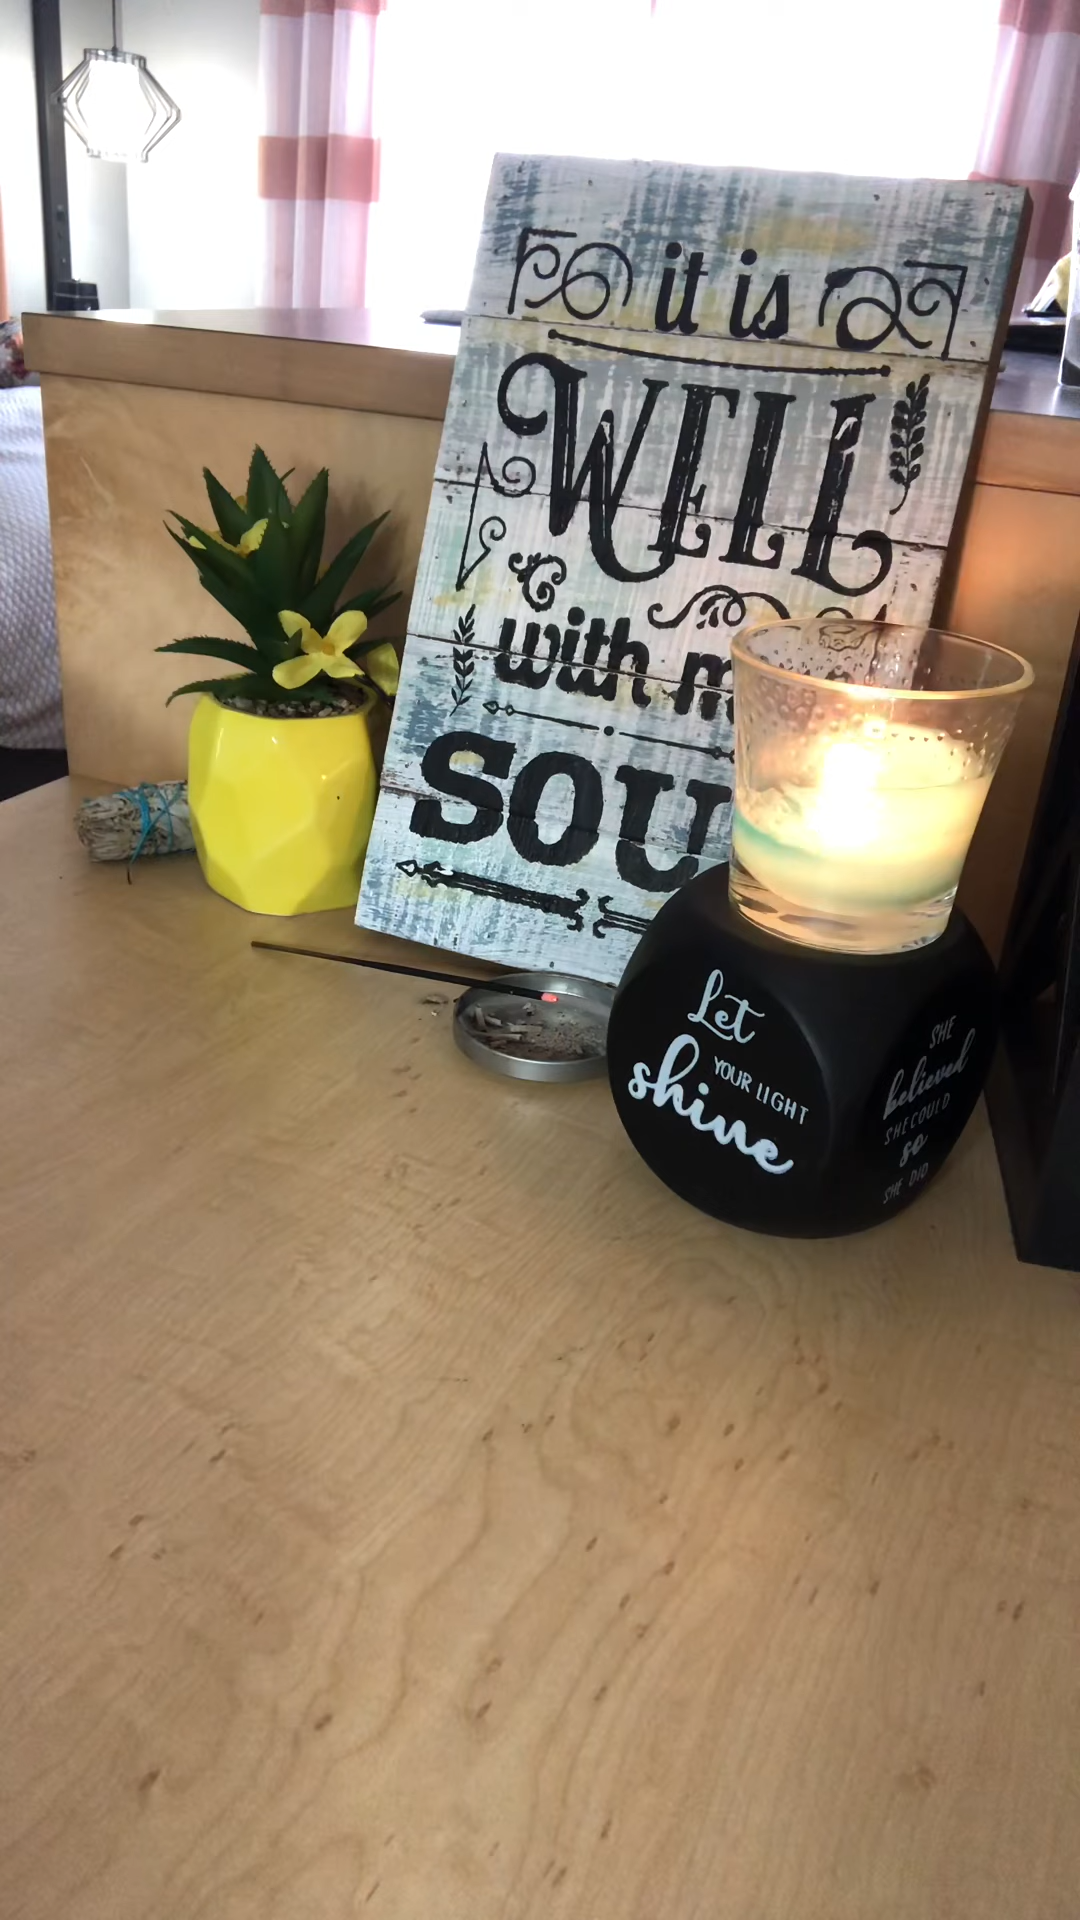 it is
WELL
with m
SOU
Let
YOUR LIGHT
shine
SHE
believed
SHE COULD
so
SHE DID